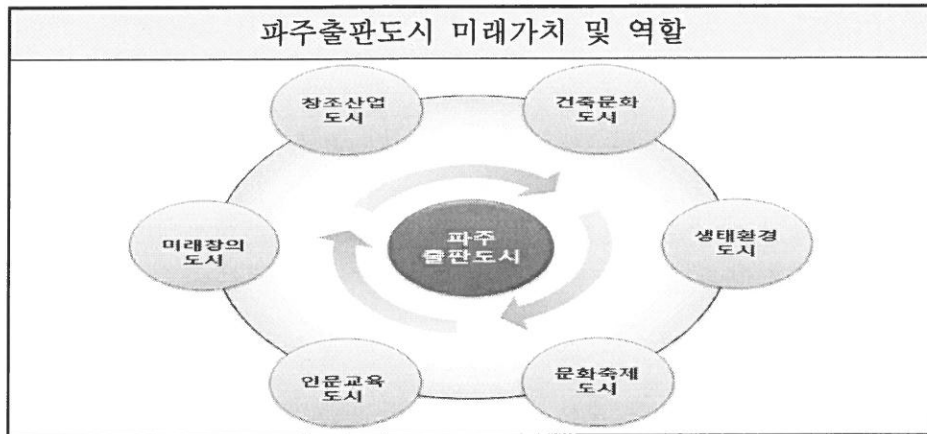 파주출판도시 미래가치 및 역할
창조산업
도시
건축문화
도시
미래창의
도시
파주
출판도시
생태환경
도시
인문교육
도시
문화축제
도시